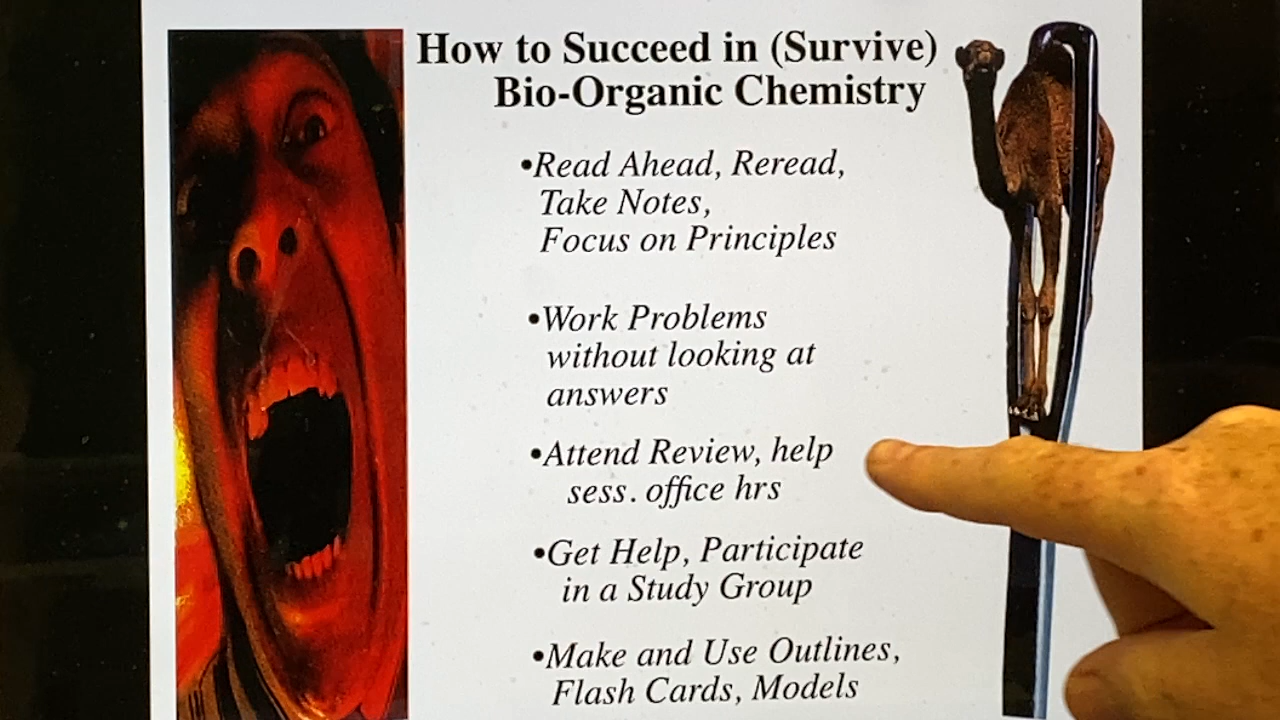 How to Succeed in (Survive)
Bio-Organic Chemistry
•Read Ahead, Reread,
Take Notes,
Focus on Principles
•Work Problems
without looking at
answers
•Attend Review, help
sess. office hrs
•Get Help, Participate
in a Study Group
•Make and Use Outlines,
Flash Cards, Models